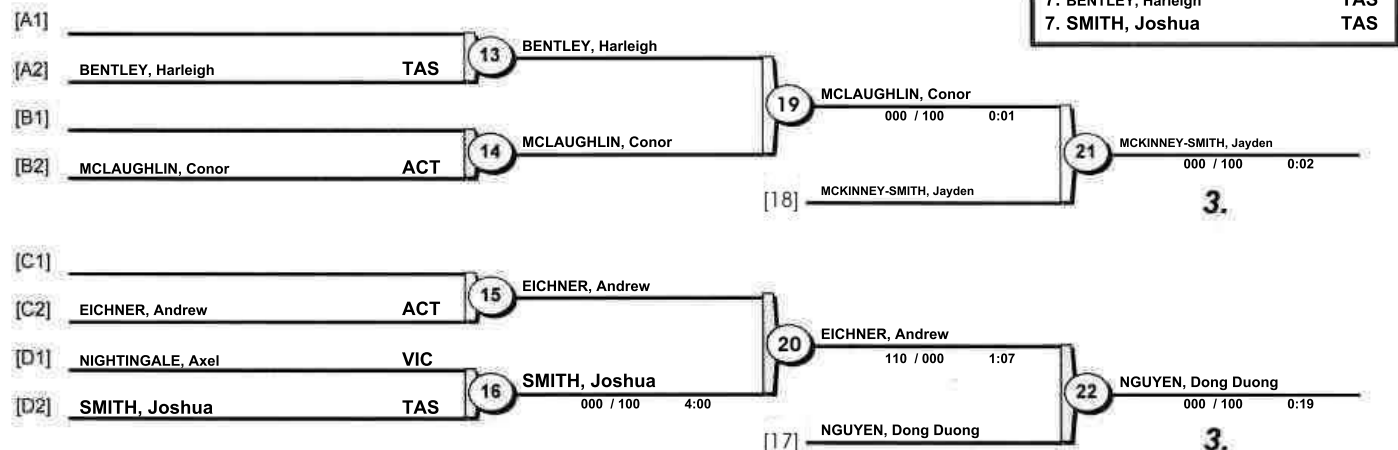 7. BENTLEY, Harleigh TAS
7. SMITH, Joshua TAS
[A1]
13 BENTLEY, Harleigh
[A2] BENTLEY, Harleigh TAS
19 MCLAUGHLIN, Conor
000 / 100 0:01
[B1]
14 MCLAUGHLIN, Conor
[B2] MCLAUGHLIN, Conor ACT
21 MCKINNEY-SMITH, Jayden
000 / 100 0:02
[18] MCKINNEY-SMITH, Jayden
3.
[C1]
15 EICHNER, Andrew
[C2] EICHNER, Andrew ACT
20 EICHNER, Andrew
110 / 000 1:07
[D1] NIGHTINGALE, Axel VIC
16 SMITH, Joshua
000 / 100 4:00
[D2] SMITH, Joshua TAS
22 NGUYEN, Dong Duong
000 / 100 0:19
[17] NGUYEN, Dong Duong
3.